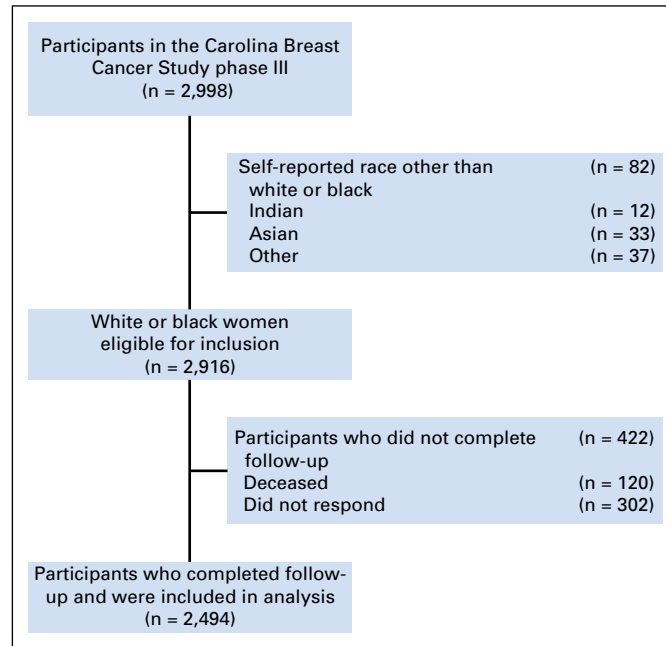 Participants in the Carolina Breast
Cancer Study phase III
(n = 2,998)
Self-reported race other than (n = 82)
white or black
Indian (n = 12)
Asian (n = 33)
Other (n = 37)
White or black women
eligible for inclusion
(n = 2,916)
Participants who did not complete (n = 422)
follow-up
Deceased (n = 120)
Did not respond (n = 302)
Participants who completed follow-
up and were included in analysis
(n = 2,494)